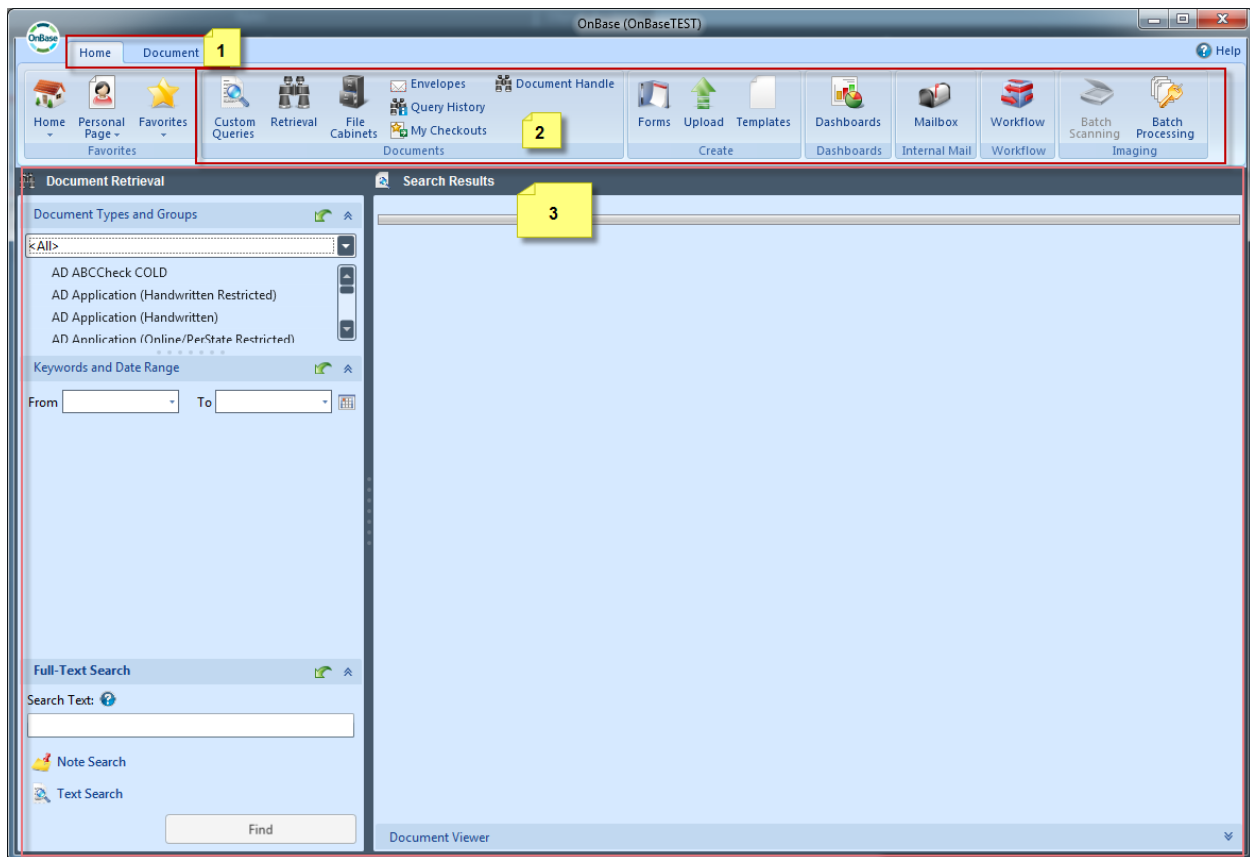 OnBase (OnBaseTEST)
OnBase
Home Document 1 Help
Home Personal Page Favorites Custom Queries Retrieval File Cabinets
Envelopes Document Handle
Query History
My Checkouts 2
Forms Upload Templates Dashboards Mailbox Workflow Batch Scanning Batch Processing
Favorites Documents Create Dashboards Internal Mail Workflow Imaging
Document Retrieval Search Results
Document Types and Groups 3
<All>
AD ABCCheck COLD
AD Application (Handwritten Restricted)
AD Application (Handwritten)
AD Application (Online/PerState Restricted)
Keywords and Date Range
From To
Full-Text Search
Search Text:
Note Search
Text Search
Find
Document Viewer